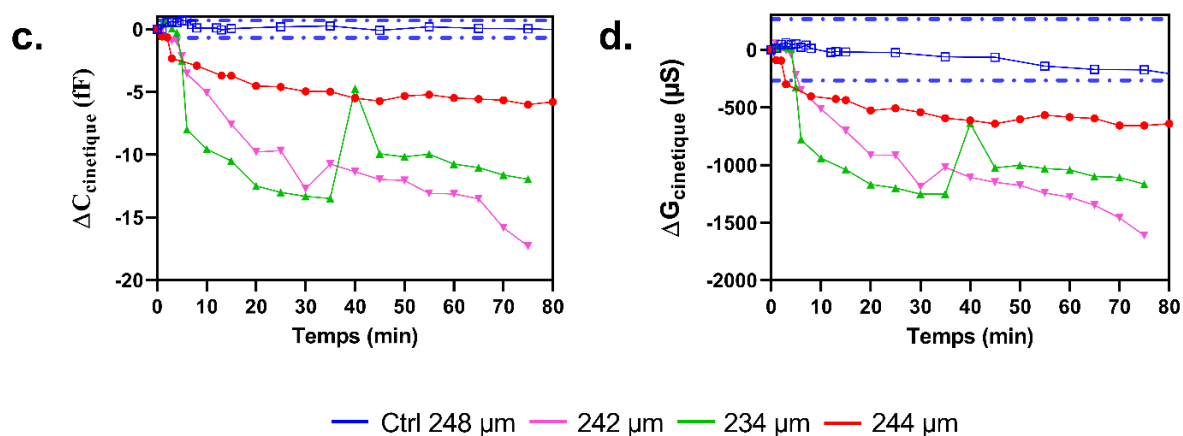 c.
ΔCcinetique (fF)
0
-5
-10
-15
-20
0 10 20 30 40 50 60 70 80
Temps (min)
d.
ΔGcinetique (µS)
0
-500
-1000
-1500
-2000
0 10 20 30 40 50 60 70 80
Temps (min)
Ctrl 248 µm 242 µm 234 µm 244 µm